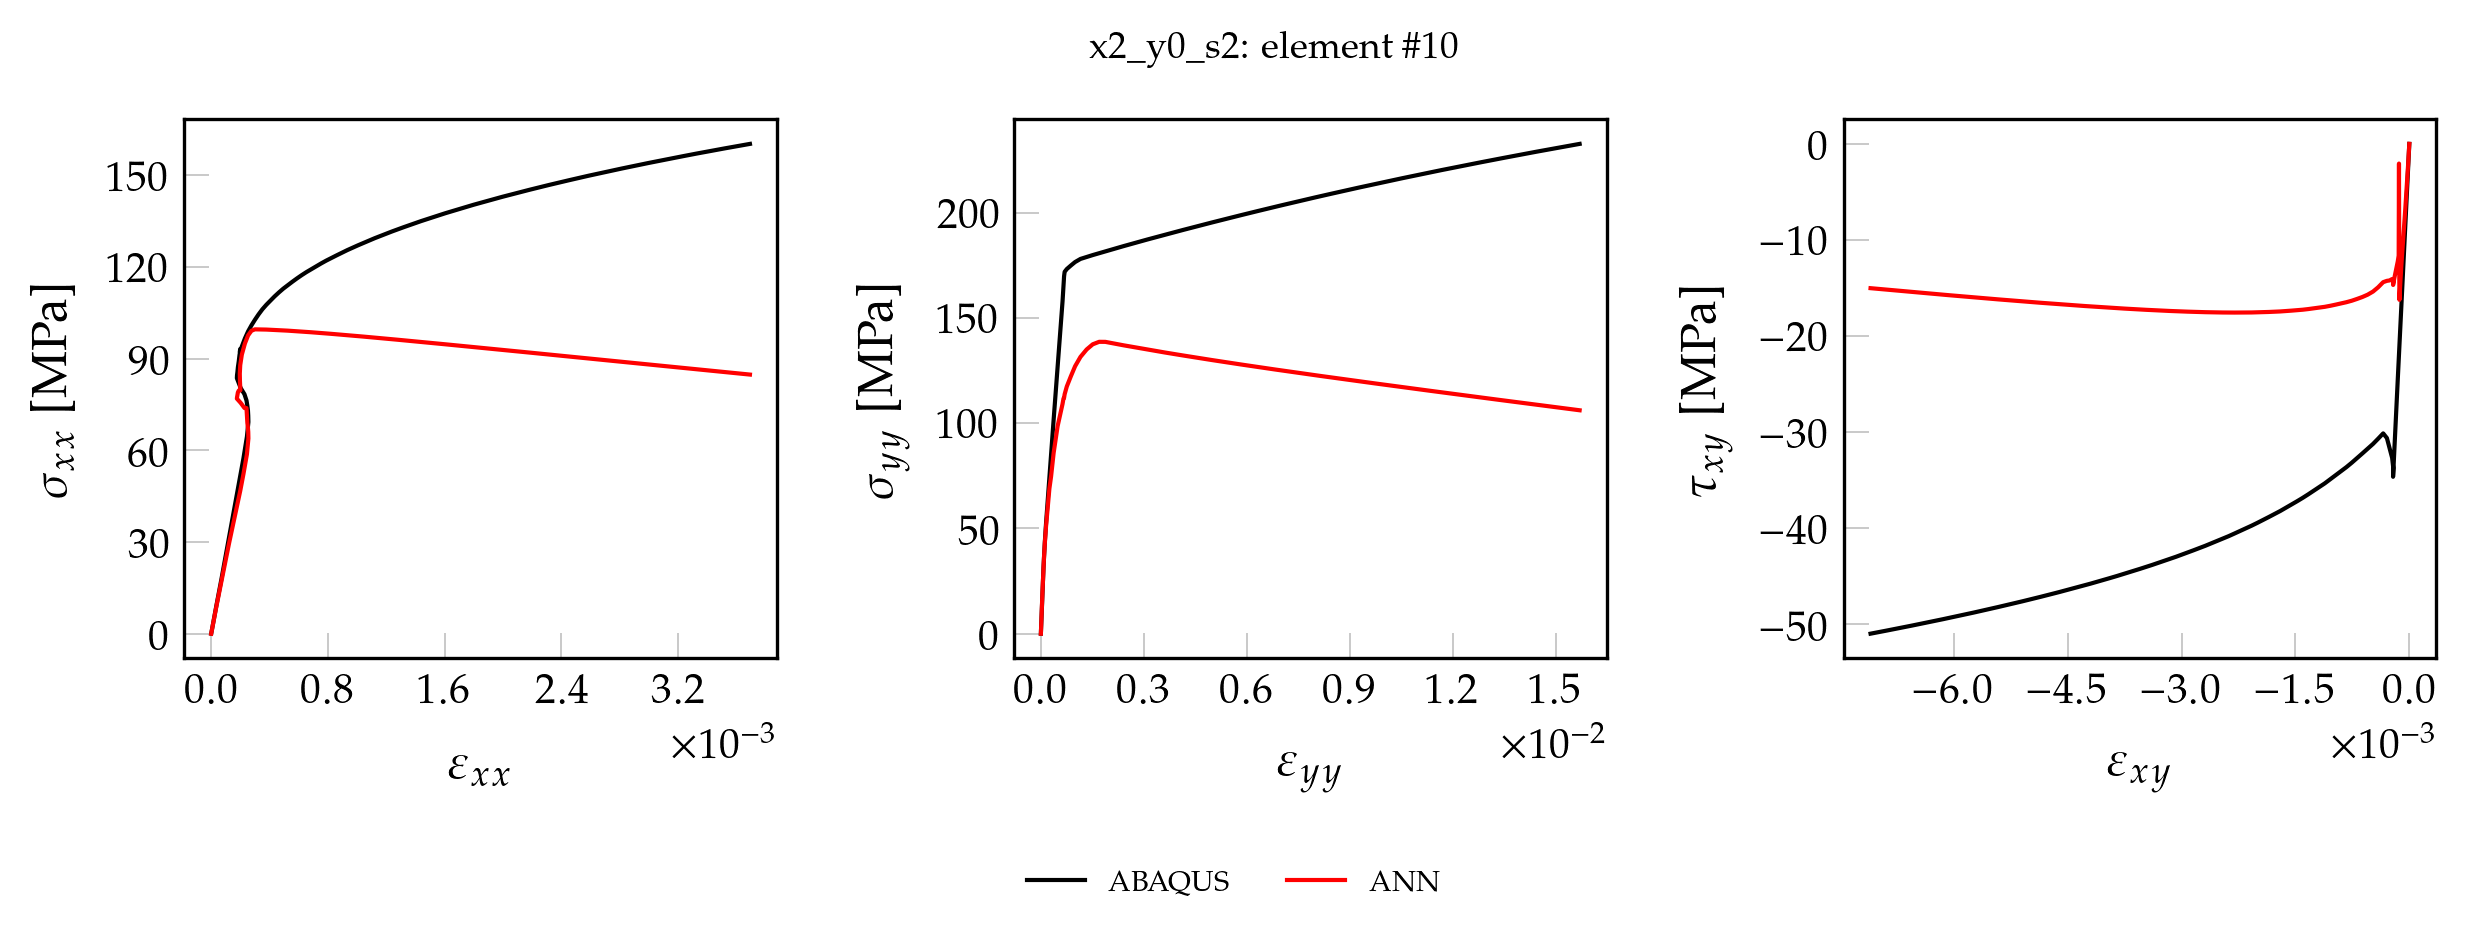 x2_y0_s2: element #10
σxx [MPa]
150
120
90
60
30
0
0.0 0.8 1.6 2.4 3.2
×10−3
εxx
σyy [MPa]
200
150
100
50
0
0.0 0.3 0.6 0.9 1.2 1.5
×10−2
εyy
τxy [MPa]
0
−10
−20
−30
−40
−50
−6.0 −4.5 −3.0 −1.5 0.0
×10−3
εxy
ABAQUS ANN